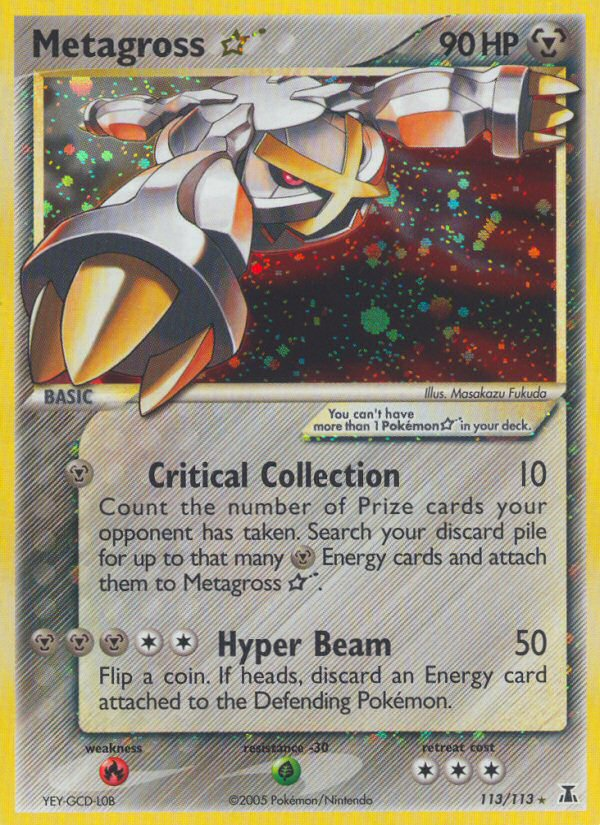 Metagross ☆ 90 HP
BASIC
Illus. Masakazu Fukuda
You can't have
more than 1 Pokémon ☆ in your deck.
Critical Collection 10
Count the number of Prize cards your
opponent has taken. Search your discard pile
for up to that many Energy cards and attach
them to Metagross ☆.
Hyper Beam 50
Flip a coin. If heads, discard an Energy card
attached to the Defending Pokémon.
weakness resistance -30 retreat cost
YEY-GCD-L0B ©2005 Pokémon/Nintendo 113/113 ★